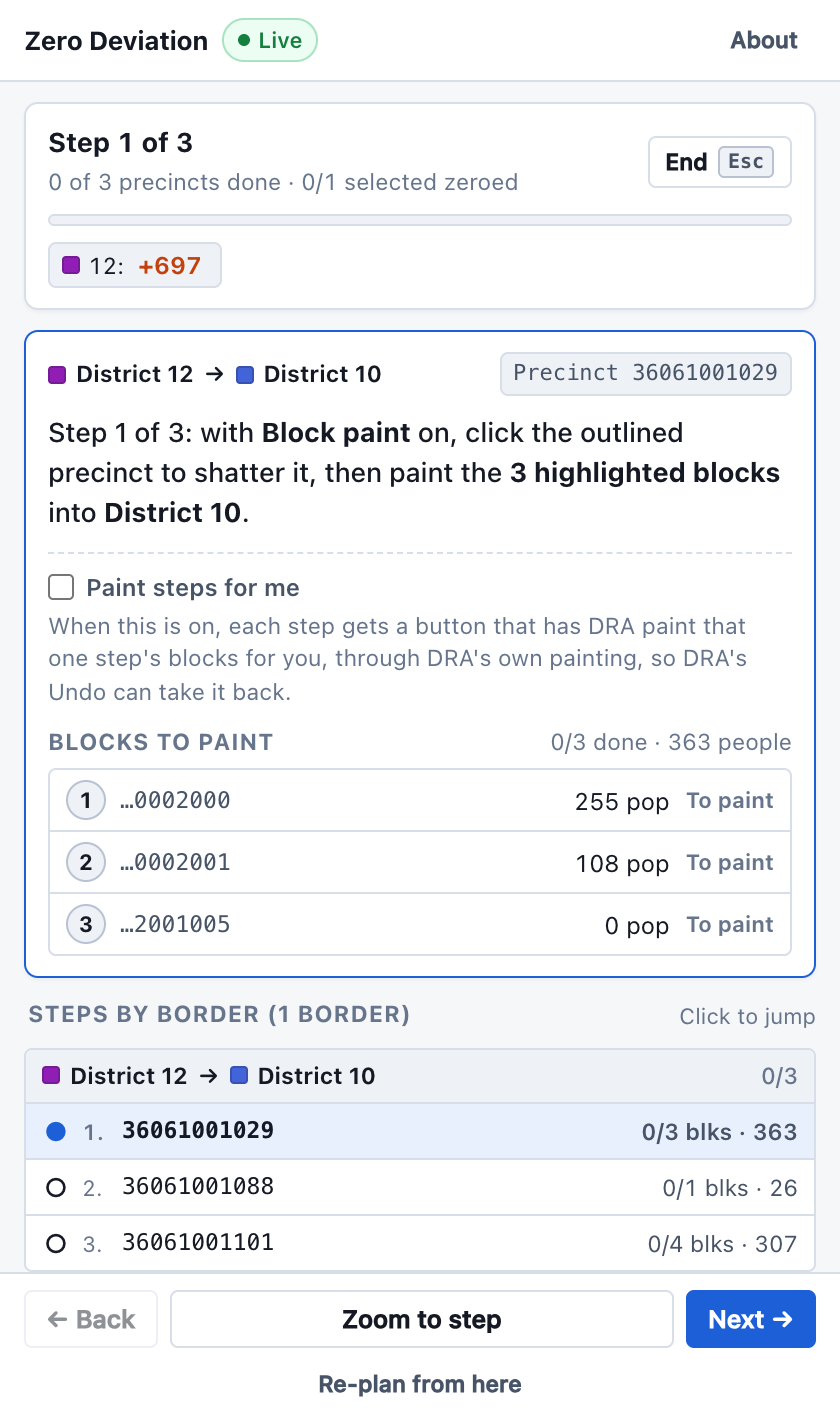 Zero Deviation
Live
About
Step 1 of 3
0 of 3 precincts done · 0/1 selected zeroed
End Esc
12: +697
District 12 → District 10
Precinct 36061001029
Step 1 of 3: with Block paint on, click the outlined
precinct to shatter it, then paint the 3 highlighted blocks
into District 10.
Paint steps for me
When this is on, each step gets a button that has DRA paint that
one step's blocks for you, through DRA's own painting, so DRA's
Undo can take it back.
BLOCKS TO PAINT 0/3 done · 363 people
1 …0002000 255 pop To paint
2 …0002001 108 pop To paint
3 …2001005 0 pop To paint
STEPS BY BORDER (1 BORDER) Click to jump
District 12 → District 10 0/3
1. 36061001029 0/3 blks · 363
2. 36061001088 0/1 blks · 26
3. 36061001101 0/4 blks · 307
← Back
Zoom to step
Next →
Re-plan from here